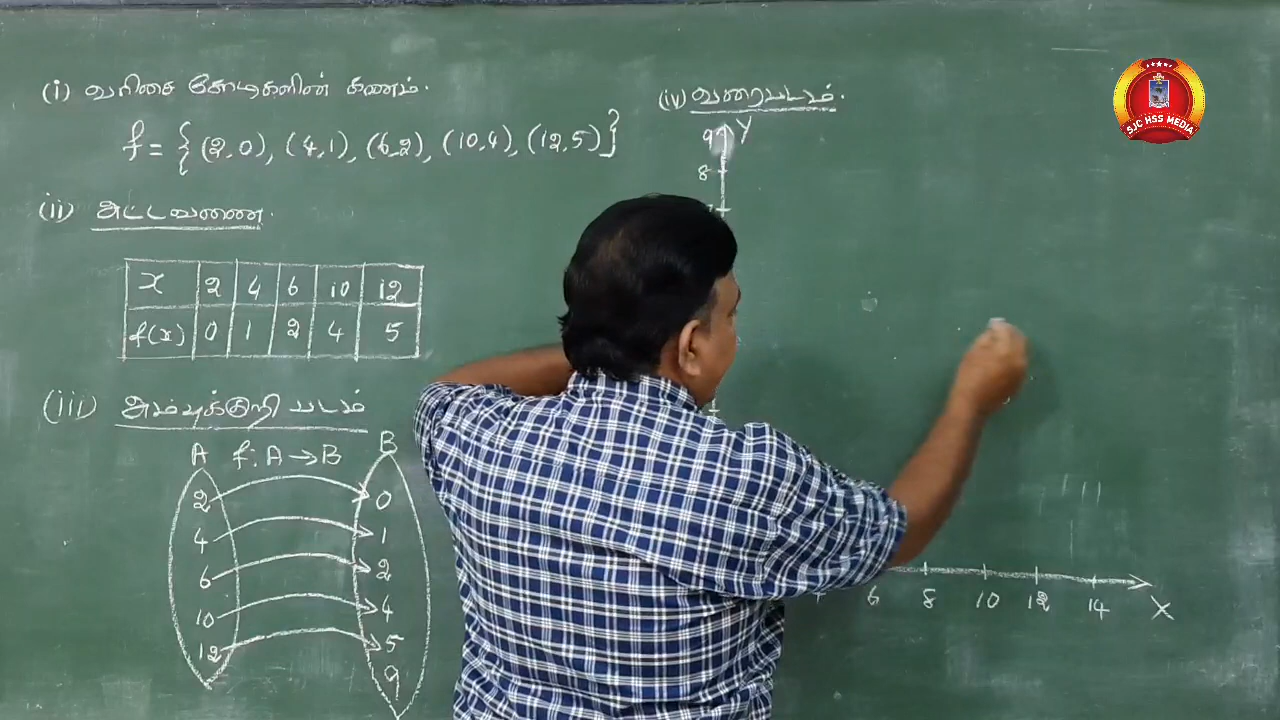 (i) வரிசை சோடிகளின் கணம்.
f = {(2,0), (4,1), (6,2), (10,4), (12,5)}
(ii) அட்டவணை.
x 2 4 6 10 12
f(x) 0 1 2 4 5
(iii) அம்புக்குறி படம்
A f: A → B B
2 0
4 1
6 2
10 4
12 5
9
(iv) வரைபடம்.
9 Y
8
6 8 10 12 14 X
SJC HSS MEDIA